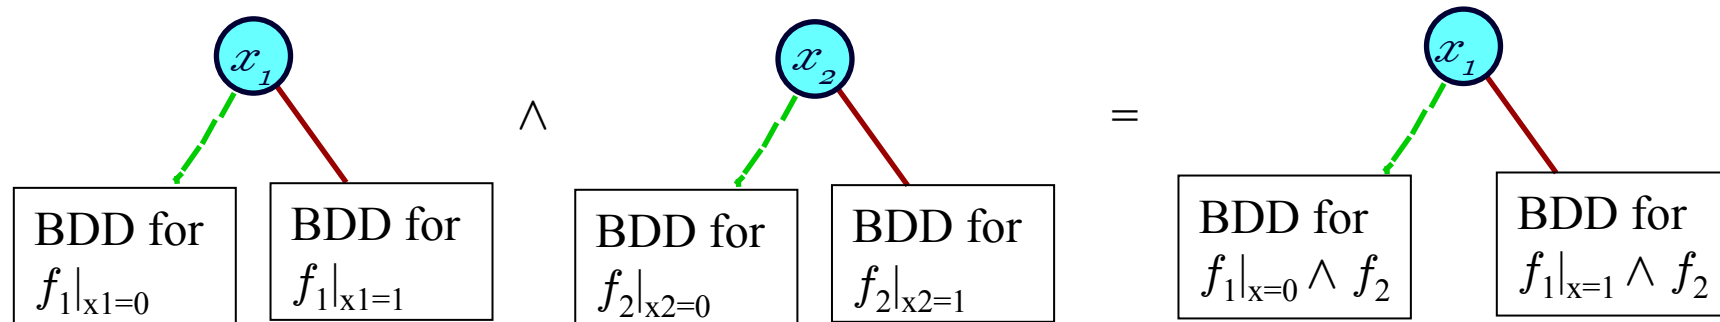 x₁
∧
x₂
=
x₁
BDD for
f₁|ₓ₁₌₀
BDD for
f₁|ₓ₁₌₁
BDD for
f₂|ₓ₂₌₀
BDD for
f₂|ₓ₂₌₁
BDD for
f₁|ₓ₌₀ ∧ f₂
BDD for
f₁|ₓ₌₁ ∧ f₂